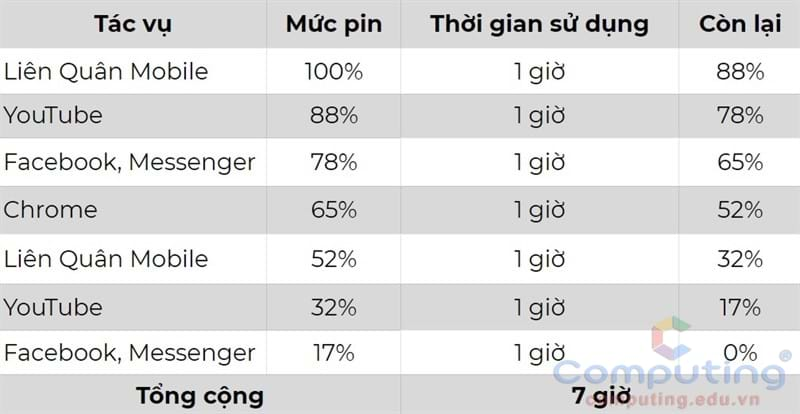 Tác vụ Mức pin Thời gian sử dụng Còn lại
Liên Quân Mobile 100% 1 giờ 88%
YouTube 88% 1 giờ 78%
Facebook, Messenger 78% 1 giờ 65%
Chrome 65% 1 giờ 52%
Liên Quân Mobile 52% 1 giờ 32%
YouTube 32% 1 giờ 17%
Facebook, Messenger 17% 1 giờ 0%
Tổng cộng 7 giờ
Computing
computing.edu.vn